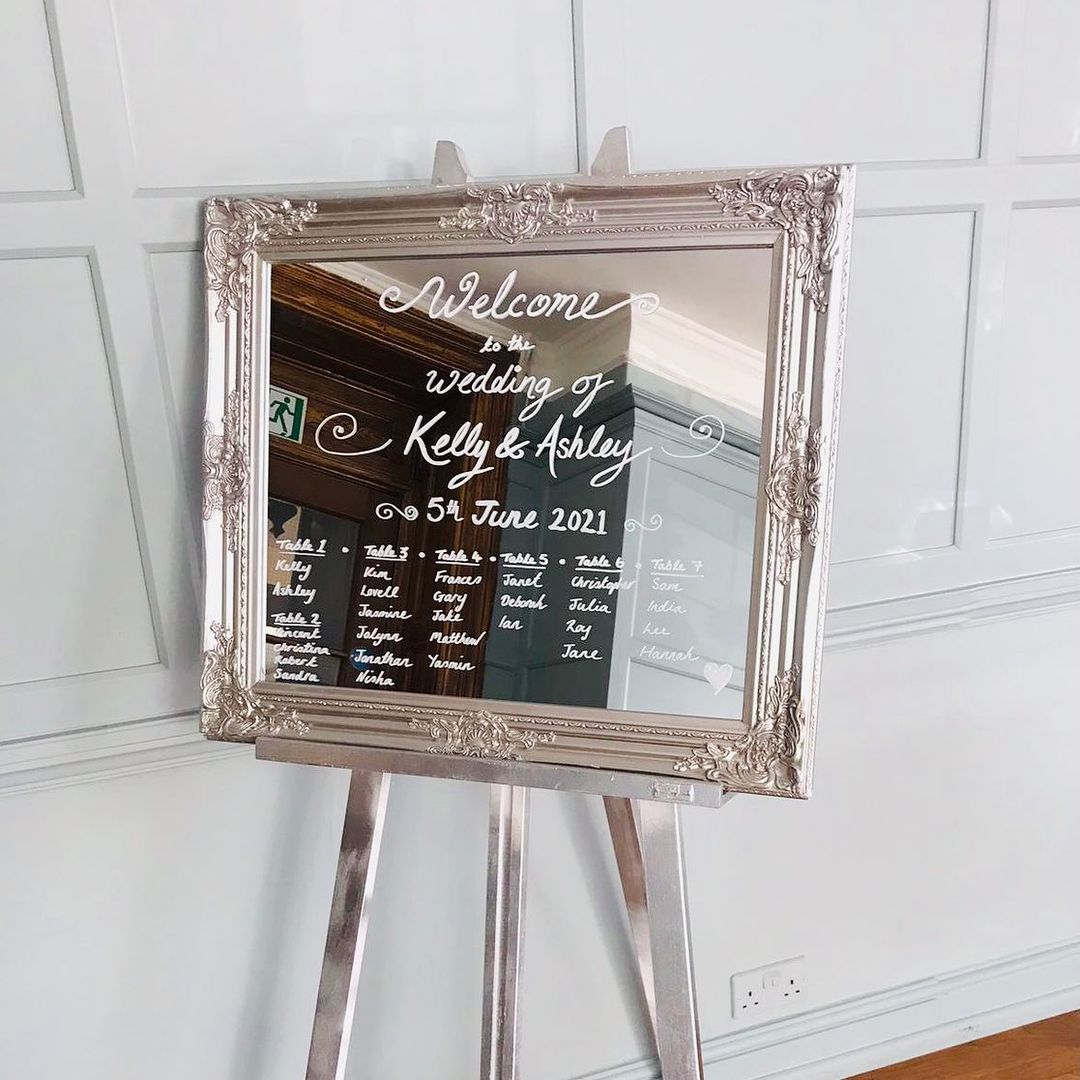 Welcome
to the
Wedding of
Kelly & Ashley
5th June 2021
Table 1
Kelly
Ashley
Table 2
Vincent
Christina
Robert
Sandra
Table 3
Kim
Lovell
Jasmine
Jalynn
Jonathan
Nisha
Table 4
Frances
Gary
Jake
Matthew
Yasmin
Table 5
Janet
Deborah
Ian
Table 6
Christopher
Julia
Ray
Jane
Table 7
Sam
India
Lee
Hannah